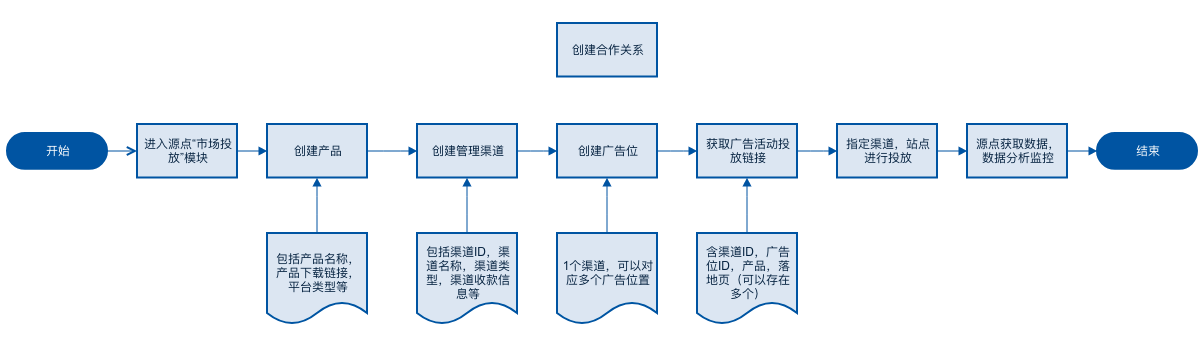 创建合作关系
开始
进入源点“市场投
放”模块
创建产品
创建管理渠道
创建广告位
获取广告活动投
放链接
指定渠道，站点
进行投放
源点获取数据，
数据分析监控
结束
包括产品名称，
产品下载链接，
平台类型等
包括渠道ID，渠
道名称，渠道类
型，渠道收款信
息等
1个渠道，可以对
应多个广告位置
含渠道ID，广告
位ID，产品，落
地页（可以存在
多个）